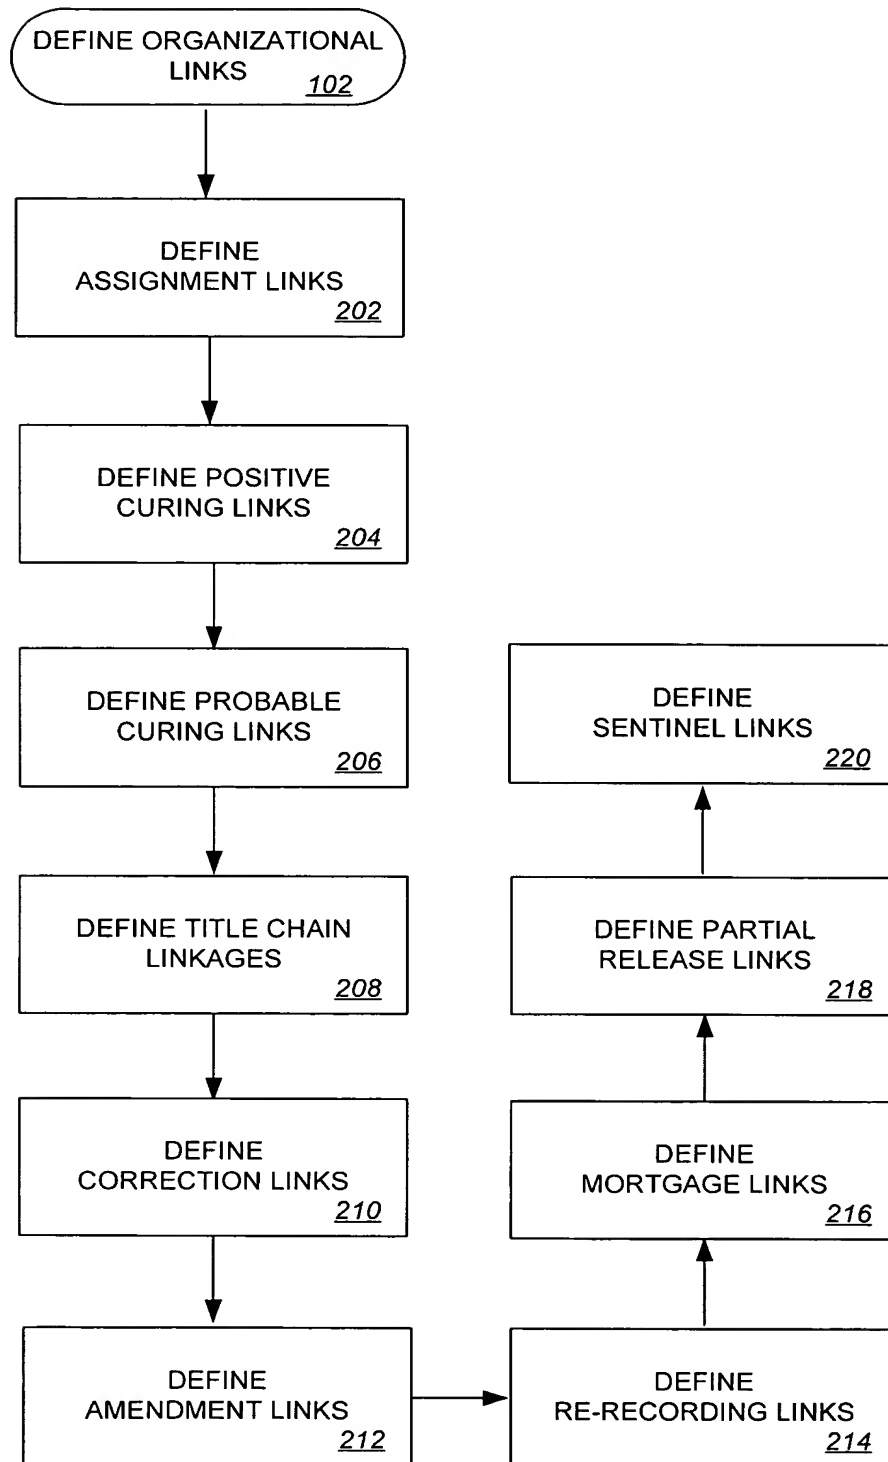 DEFINE ORGANIZATIONAL
LINKS
102
DEFINE
ASSIGNMENT LINKS
202
DEFINE POSITIVE
CURING LINKS
204
DEFINE PROBABLE
CURING LINKS
206
DEFINE TITLE CHAIN
LINKAGES
208
DEFINE
CORRECTION LINKS
210
DEFINE
AMENDMENT LINKS
212
DEFINE
RE-RECORDING LINKS
214
DEFINE
MORTGAGE LINKS
216
DEFINE PARTIAL
RELEASE LINKS
218
DEFINE
SENTINEL LINKS
220